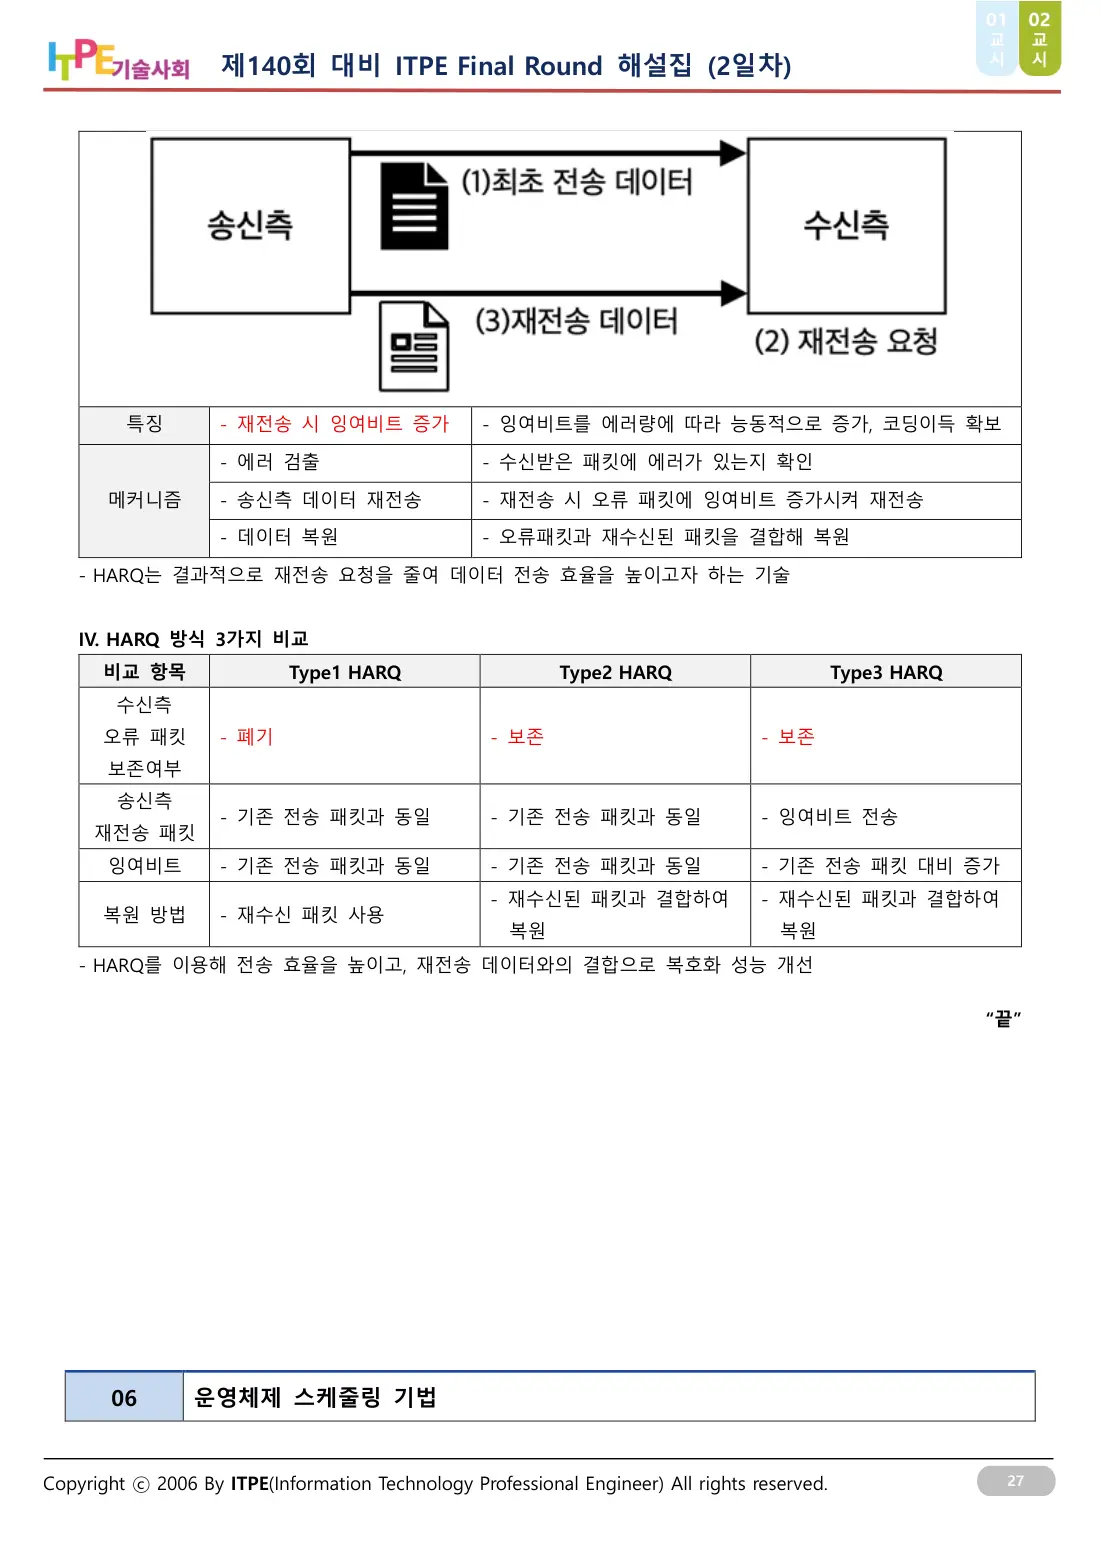 01
교
시
02
교
시
ITPE기술사회 제140회 대비 ITPE Final Round 해설집 (2일차)
송신측
(1)최초 전송 데이터
수신측
(3)재전송 데이터
(2) 재전송 요청
특징 - 재전송 시 잉여비트 증가 - 잉여비트를 에러량에 따라 능동적으로 증가, 코딩이득 확보
메커니즘
- 에러 검출 - 수신받은 패킷에 에러가 있는지 확인
- 송신측 데이터 재전송 - 재전송 시 오류 패킷에 잉여비트 증가시켜 재전송
- 데이터 복원 - 오류패킷과 재수신된 패킷을 결합해 복원
- HARQ는 결과적으로 재전송 요청을 줄여 데이터 전송 효율을 높이고자 하는 기술
IV. HARQ 방식 3가지 비교
비교 항목 Type1 HARQ Type2 HARQ Type3 HARQ
수신측
오류 패킷
보존여부
- 폐기 - 보존 - 보존
송신측
재전송 패킷
- 기존 전송 패킷과 동일 - 기존 전송 패킷과 동일 - 잉여비트 전송
잉여비트 - 기존 전송 패킷과 동일 - 기존 전송 패킷과 동일 - 기존 전송 패킷 대비 증가
복원 방법 - 재수신 패킷 사용
- 재수신된 패킷과 결합하여
복원
- 재수신된 패킷과 결합하여
복원
- HARQ를 이용해 전송 효율을 높이고, 재전송 데이터와의 결합으로 복호화 성능 개선
“끝”
06 운영체제 스케줄링 기법
Copyright ⓒ 2006 By ITPE(Information Technology Professional Engineer) All rights reserved.
27